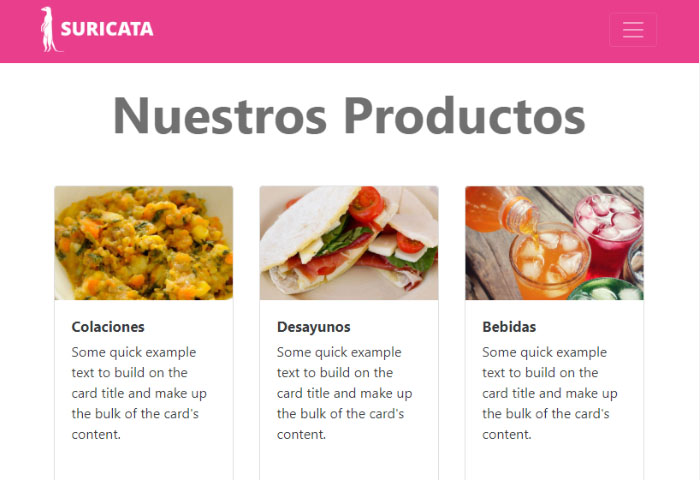 SURICATA
Nuestros Productos
Colaciones
Some quick example
text to build on the
card title and make up
the bulk of the card's
content.
Desayunos
Some quick example
text to build on the
card title and make up
the bulk of the card's
content.
Bebidas
Some quick example
text to build on the
card title and make up
the bulk of the card's
content.